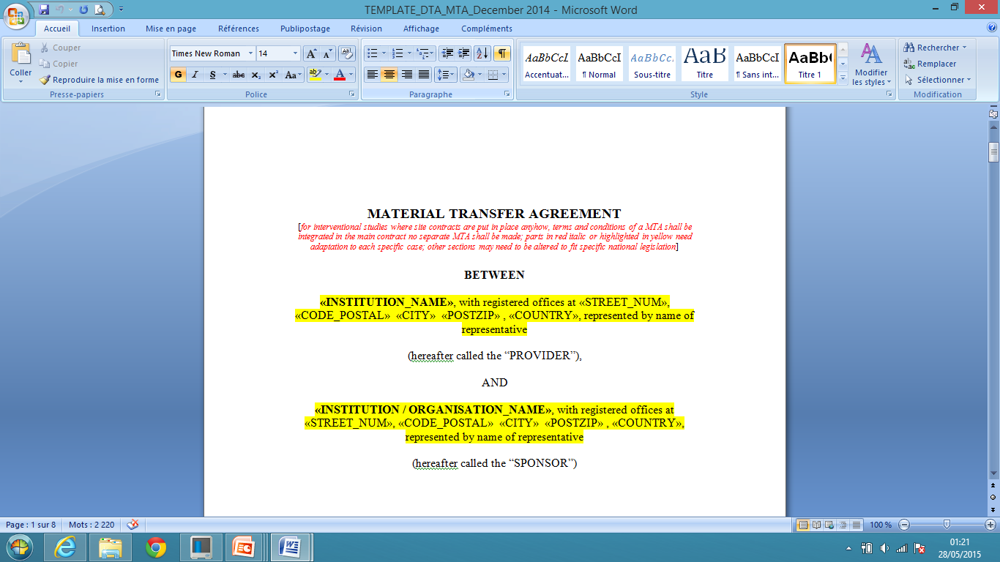 TEMPLATE_DTA_MTA_December 2014 - Microsoft Word
Accueil Insertion Mise en page Références Publipostage Révision Affichage Compléments
Coller
Couper
Copier
Reproduire la mise en forme
Presse-papiers
Times New Roman 14
G I S abc x₂ x² Aa
Police
Paragraphe
AaBbCcI AaBbCcI AaBbCc. AaB AaBbCcI AaBb(
Accentuat... ¶ Normal Sous-titre Titre ¶ Sans int... Titre 1
Modifier
les styles
Style
Rechercher
Remplacer
Sélectionner
Modification
MATERIAL TRANSFER AGREEMENT
[for interventional studies where site contracts are put in place anyhow, terms and conditions of a MTA shall be
integrated in the main contract no separate MTA shall be made; parts in red italic or highlighted in yellow need
adaptation to each specific case; other sections may need to be altered to fit specific national legislation]
BETWEEN
«INSTITUTION_NAME», with registered offices at «STREET_NUM»,
«CODE_POSTAL» «CITY» «POSTZIP» , «COUNTRY», represented by name of
representative
(hereafter called the “PROVIDER”),
AND
«INSTITUTION / ORGANISATION_NAME», with registered offices at
«STREET_NUM», «CODE_POSTAL» «CITY» «POSTZIP» , «COUNTRY»,
represented by name of representative
(hereafter called the “SPONSOR”)
Page : 1 sur 8 Mots : 2 220
100 %
01:21
28/05/2015